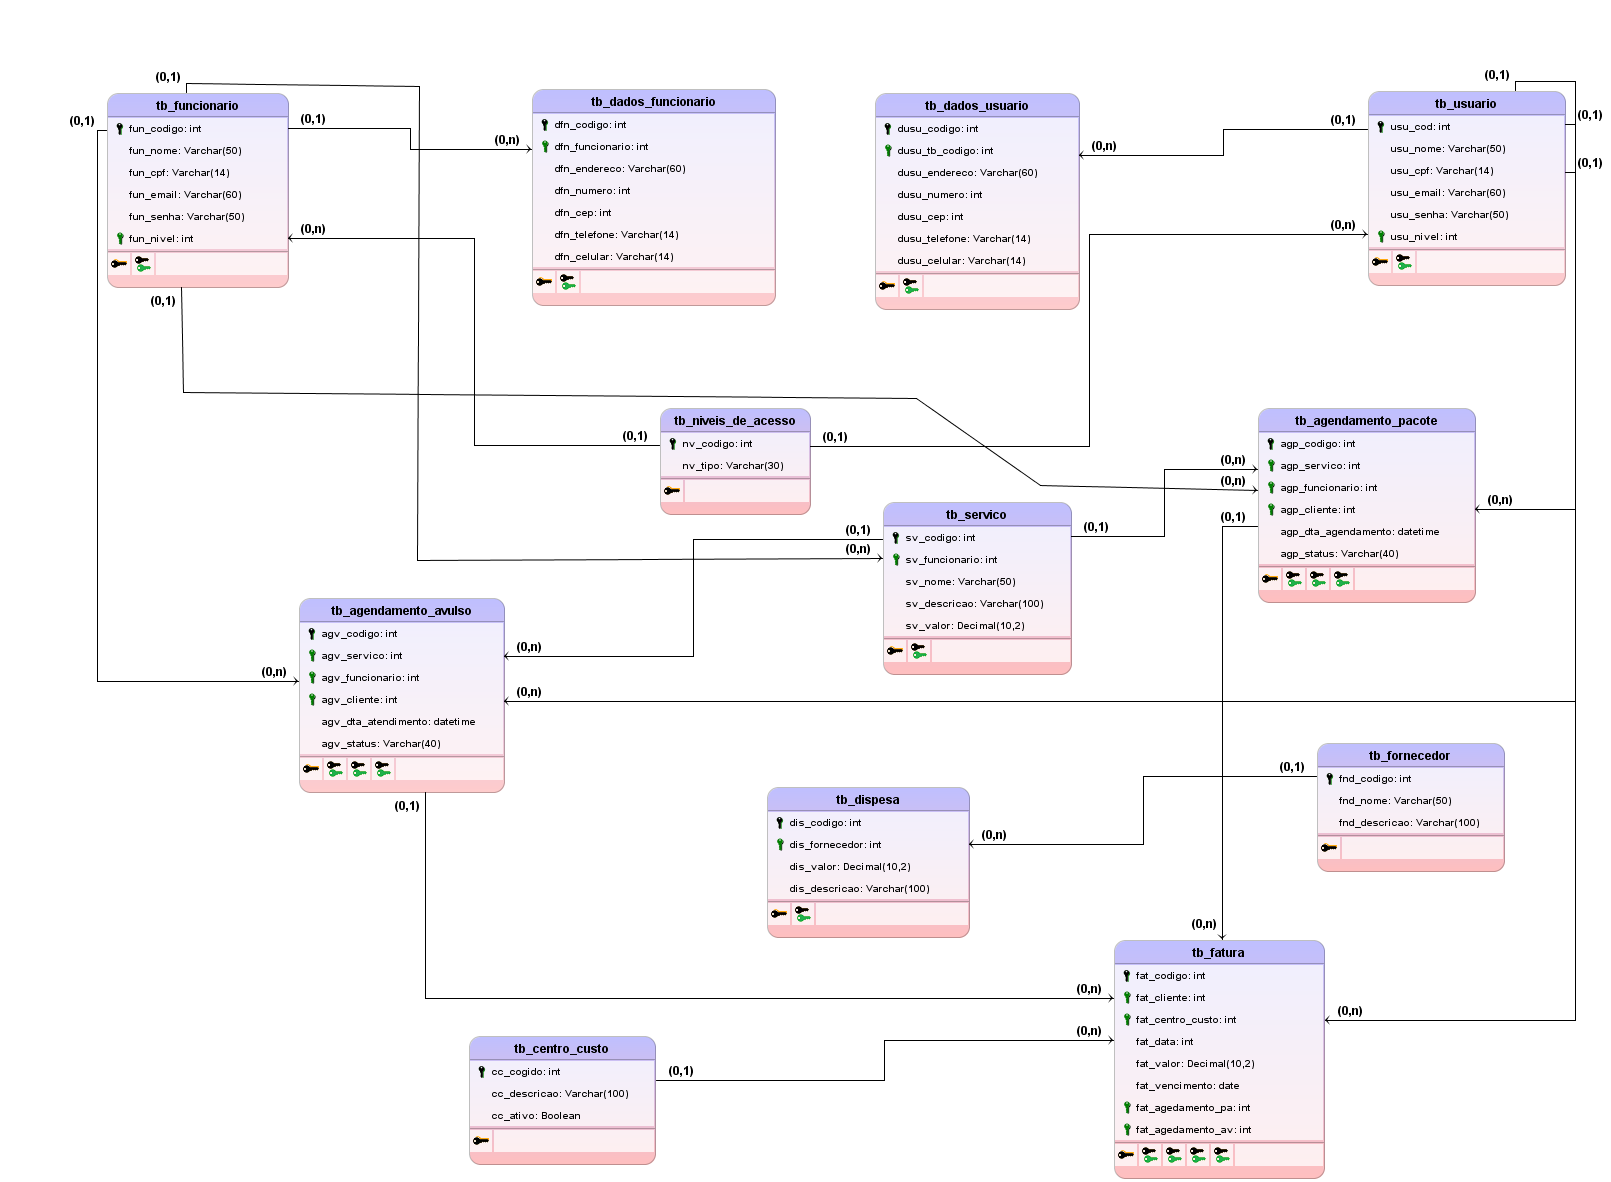 (0,1)
tb_funcionario
fun_codigo: int
fun_nome: Varchar(50)
fun_cpf: Varchar(14)
fun_email: Varchar(60)
fun_senha: Varchar(50)
fun_nivel: int
(0,1)
(0,1)
(0,n)
(0,n)
(0,1)
tb_dados_funcionario
dfn_codigo: int
dfn_funcionario: int
dfn_endereco: Varchar(60)
dfn_numero: int
dfn_cep: int
dfn_telefone: Varchar(14)
dfn_celular: Varchar(14)
tb_dados_usuario
dusu_codigo: int
dusu_tb_codigo: int
dusu_endereco: Varchar(60)
dusu_numero: int
dusu_cep: int
dusu_telefone: Varchar(14)
dusu_celular: Varchar(14)
(0,n)
(0,1)
(0,n)
(0,1)
tb_usuario
usu_cod: int
usu_nome: Varchar(50)
usu_cpf: Varchar(14)
usu_email: Varchar(60)
usu_senha: Varchar(50)
usu_nivel: int
(0,1)
(0,1)
(0,1)
tb_niveis_de_acesso
nv_codigo: int
nv_tipo: Varchar(30)
(0,1)
tb_agendamento_pacote
agp_codigo: int
agp_servico: int
agp_funcionario: int
agp_cliente: int
agp_dta_agendamento: datetime
agp_status: Varchar(40)
(0,n)
(0,n)
(0,1)
(0,n)
(0,1)
(0,n)
tb_servico
sv_codigo: int
sv_funcionario: int
sv_nome: Varchar(50)
sv_descricao: Varchar(100)
sv_valor: Decimal(10,2)
(0,1)
tb_agendamento_avulso
agv_codigo: int
agv_servico: int
agv_funcionario: int
agv_cliente: int
agv_dta_atendimento: datetime
agv_status: Varchar(40)
(0,n)
(0,n)
(0,n)
(0,1)
tb_dispesa
dis_codigo: int
dis_fornecedor: int
dis_valor: Decimal(10,2)
dis_descricao: Varchar(100)
(0,n)
(0,1)
tb_fornecedor
fnd_codigo: int
fnd_nome: Varchar(50)
fnd_descricao: Varchar(100)
(0,n)
tb_fatura
fat_codigo: int
fat_cliente: int
fat_centro_custo: int
fat_data: int
fat_valor: Decimal(10,2)
fat_vencimento: date
fat_agedamento_pa: int
fat_agedamento_av: int
(0,n)
(0,n)
(0,n)
tb_centro_custo
cc_cogido: int
cc_descricao: Varchar(100)
cc_ativo: Boolean
(0,1)